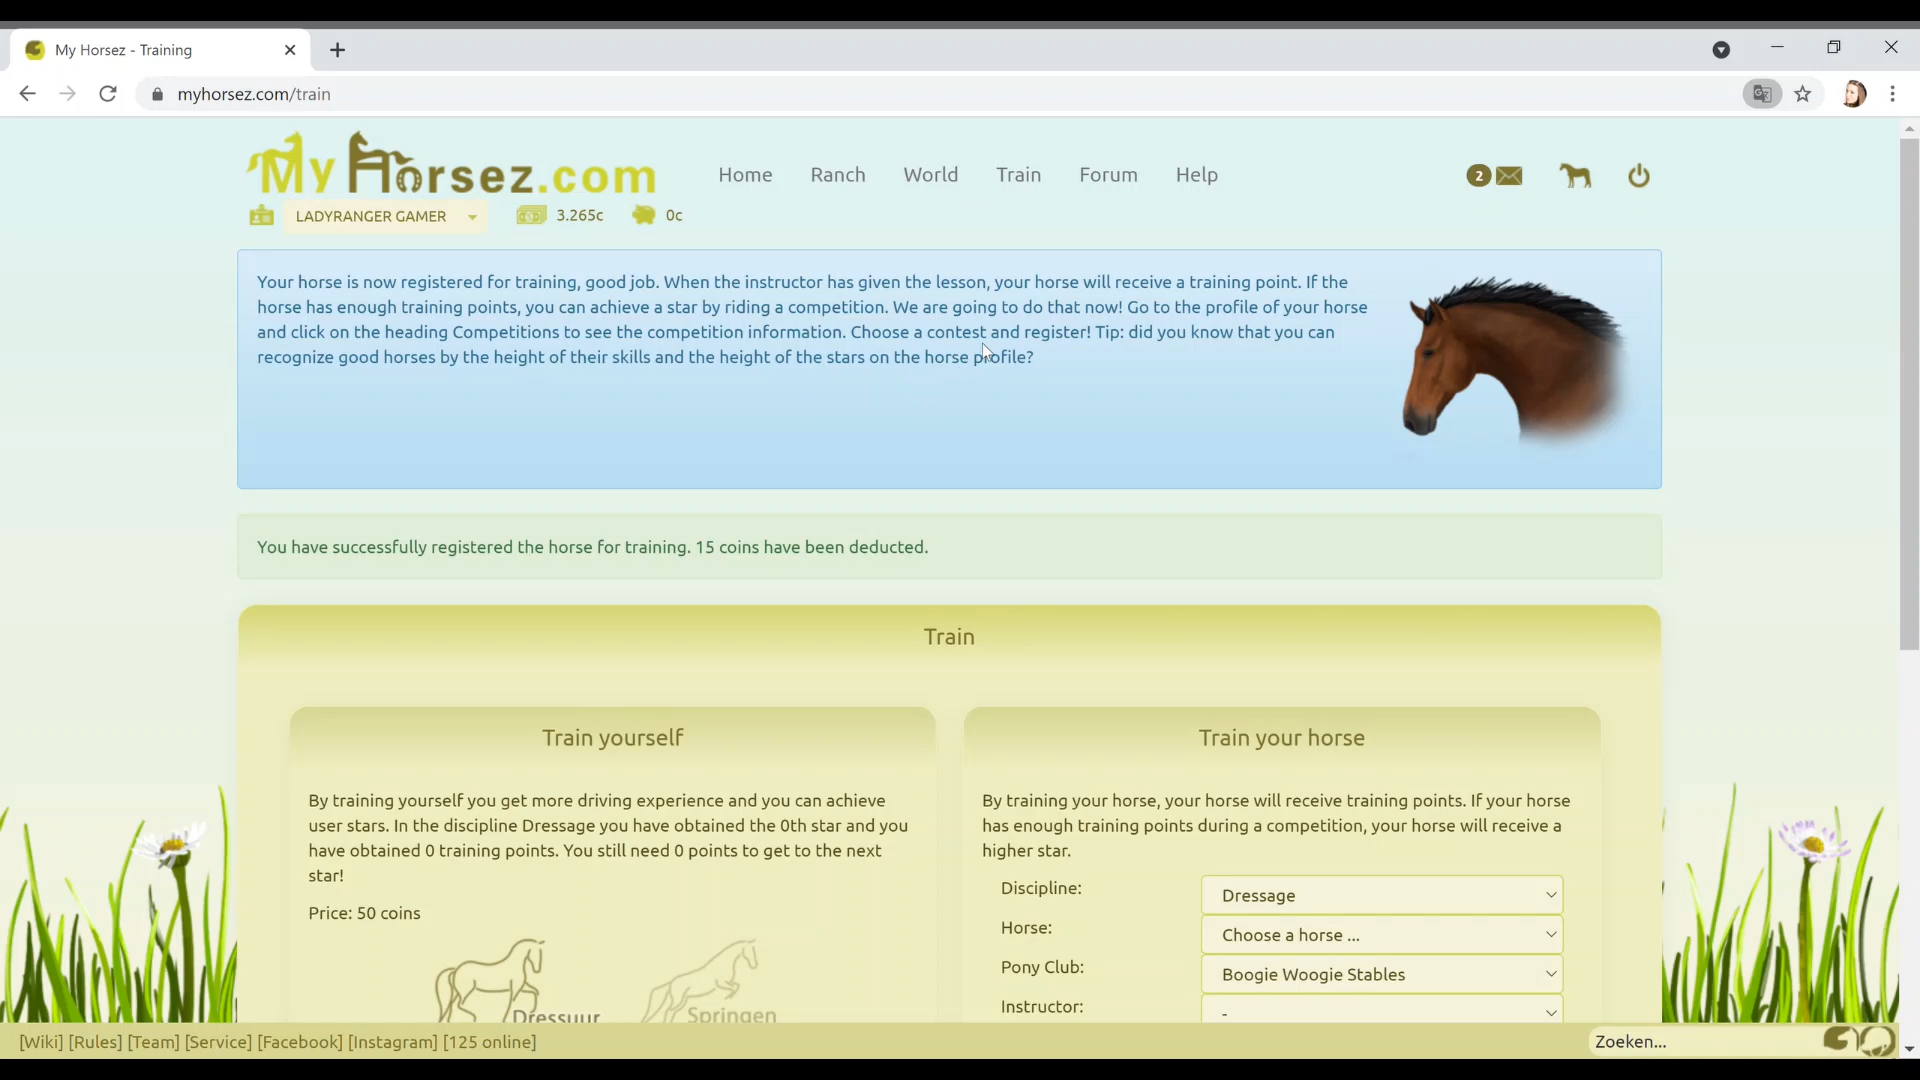 My Horsez - Training
myhorsez.com/train
My Horsez.com
Home Ranch World Train Forum Help
2
LADYRANGER GAMER 3.265c 0c
Your horse is now registered for training, good job. When the instructor has given the lesson, your horse will receive a training point. If the
horse has enough training points, you can achieve a star by riding a competition. We are going to do that now! Go to the profile of your horse
and click on the heading Competitions to see the competition information. Choose a contest and register! Tip: did you know that you can
recognize good horses by the height of their skills and the height of the stars on the horse profile?
You have successfully registered the horse for training. 15 coins have been deducted.
Train
Train yourself
By training yourself you get more driving experience and you can achieve
user stars. In the discipline Dressage you have obtained the 0th star and you
have obtained 0 training points. You still need 0 points to get to the next
star!
Price: 50 coins
Dressuur
Springen
Train your horse
By training your horse, your horse will receive training points. If your horse
has enough training points during a competition, your horse will receive a
higher star.
Discipline: Dressage
Horse: Choose a horse ...
Pony Club: Boogie Woogie Stables
Instructor: -
[Wiki] [Rules] [Team] [Service] [Facebook] [Instagram] [125 online]
Zoeken...